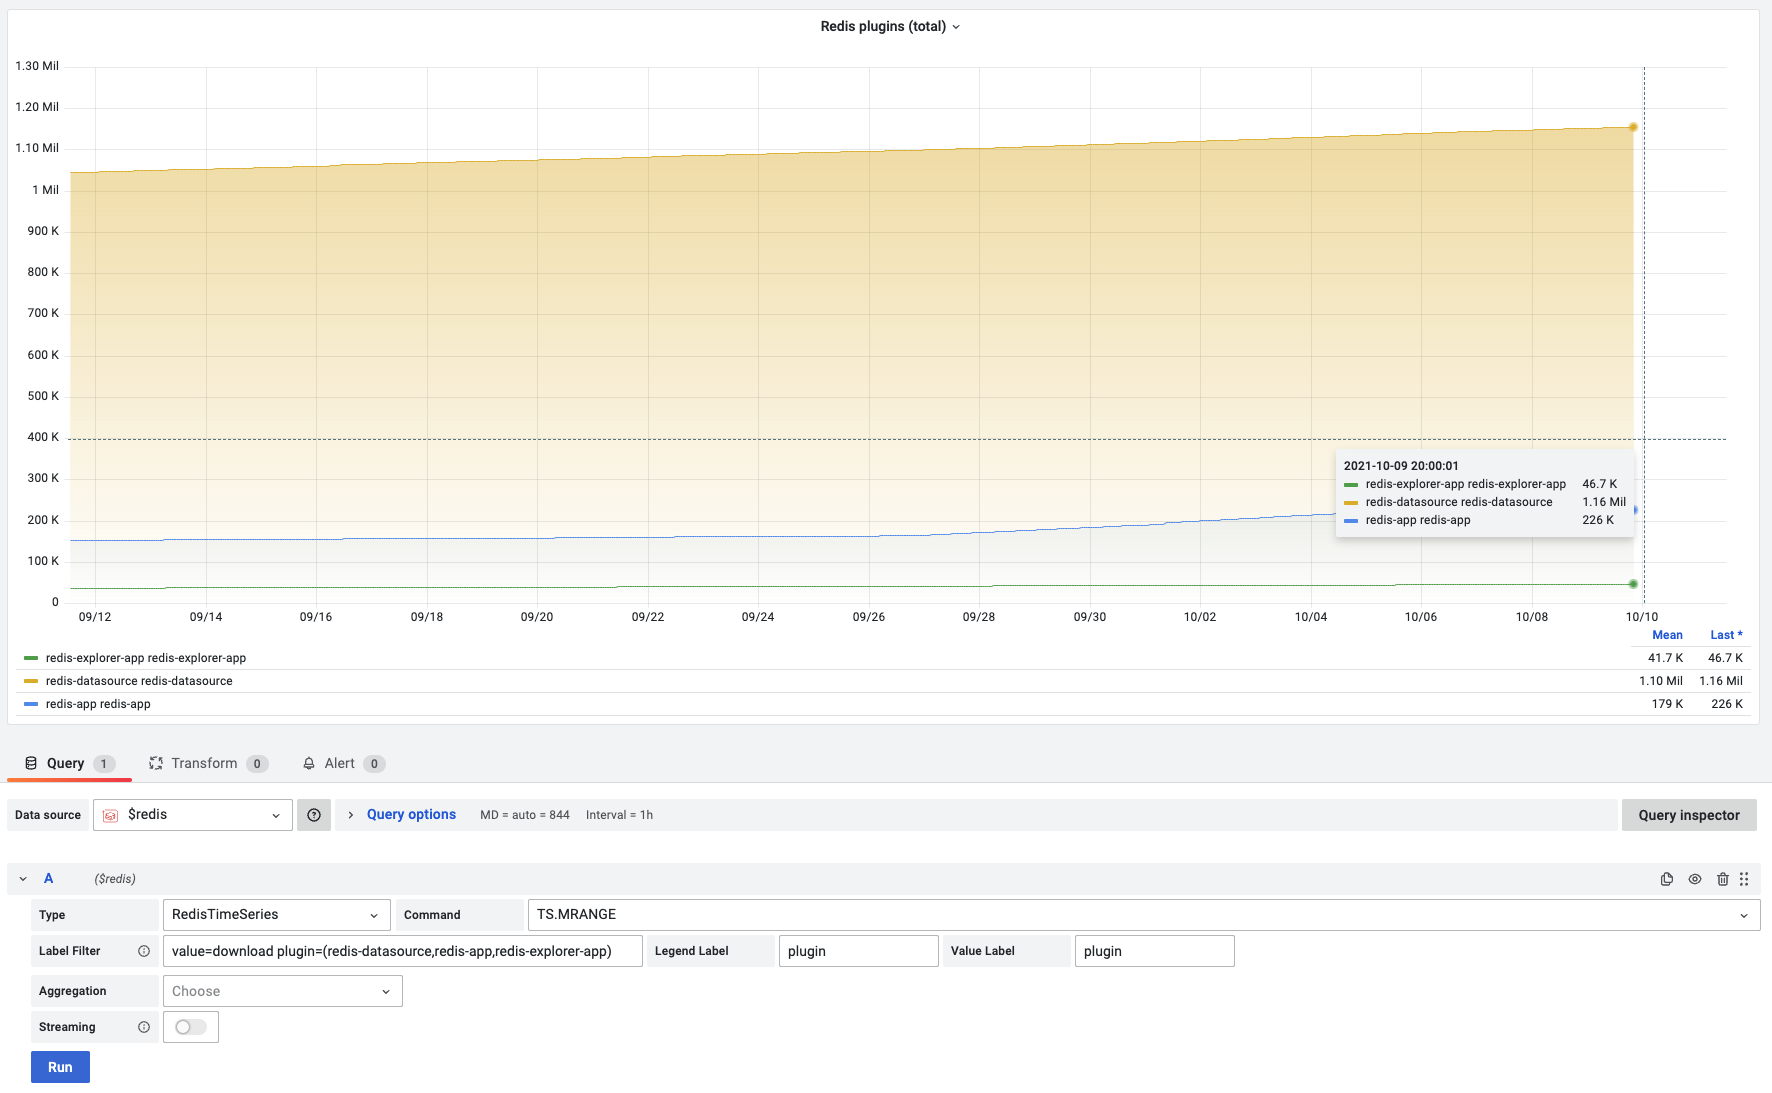 Redis plugins (total)
1.30 Mil
1.20 Mil
1.10 Mil
1 Mil
900 K
800 K
700 K
600 K
500 K
400 K
300 K
200 K
100 K
0
2021-10-09 20:00:01
redis-explorer-app redis-explorer-app 46.7 K
redis-datasource redis-datasource 1.16 Mil
redis-app redis-app 226 K
09/12 09/14 09/16 09/18 09/20 09/22 09/24 09/26 09/28 09/30 10/02 10/04 10/06 10/08 10/10
Mean Last *
redis-explorer-app redis-explorer-app 41.7 K 46.7 K
redis-datasource redis-datasource 1.10 Mil 1.16 Mil
redis-app redis-app 179 K 226 K
Query 1 Transform 0 Alert 0
Data source $redis Query options MD = auto = 844 Interval = 1h Query inspector
A ($redis)
Type RedisTimeSeries Command TS.MRANGE
Label Filter value=download plugin=(redis-datasource,redis-app,redis-explorer-app) Legend Label plugin Value Label plugin
Aggregation Choose
Streaming
Run